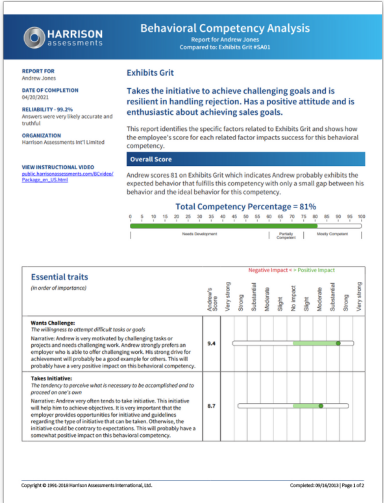 HARRISON
assessments
Behavioral Competency Analysis
Report for Andrew Jones
Compared to: Exhibits Grit #5A01
REPORT FOR
Andrew Jones
DATE OF COMPLETION
04/20/2021
RELIABILITY - 99.2%
Answers were very likely accurate and
truthful
ORGANIZATION
Harrison Assessments Int'l Limited
VIEW INSTRUCTIONAL VIDEO
public.harrisonassessments.com/BCvideo/
Package_en_US.html
Exhibits Grit
Takes the initiative to achieve challenging goals and is
resilient in handling rejection. Has a positive attitude and is
enthusiastic about achieving sales goals.
This report identifies the specific factors related to Exhibits Grit and shows how
the employee's score for each related factor impacts success for this behavioral
competency.
Overall Score
Andrew scores 81 on Exhibits Grit which indicates Andrew probably exhibits the
expected behavior that fulfills this competency with only a small gap between his
behavior and the ideal behavior for this competency.
Total Competency Percentage = 81%
0 5 10 15 20 25 30 35 40 45 50 55 60 65 70 75 80 85 90 95 100
Needs Development
Partially
Competent
Mostly Competent
Essential traits
(in order of importance)
Negative Impact • • Positive Impact
Andrew's
Score
Very strong
Strong
Substantial
Moderate
Slight
No impact
Slight
Moderate
Substantial
Strong
Very strong
Wants Challenge:
The willingness to attempt difficult tasks or goals
Narrative: Andrew is very motivated by challenging tasks or
projects and needs challenging work. Andrew strongly prefers an
employer who is able to offer challenging work. His strong drive for
achievement will probably be a good example for others. This will
probably have a very positive impact on this behavioral competency.
9.4
Takes Initiative:
The tendency to perceive what is necessary to be accomplished and to
proceed on one's own
Narrative: Andrew very often tends to take initiative. This initiative
will help him to achieve objectives. It is very important that the
employer provides opportunities for initiative and guidelines
regarding the type of initiative that can be taken. Otherwise, the
initiative could be contrary to expectations. This will probably have a
somewhat positive impact on this behavioral competency.
8.7
Copyright © 1991-2018 Harrison Assessments International, Ltd.
Completed: 09/16/2013 | Page 1 of 2